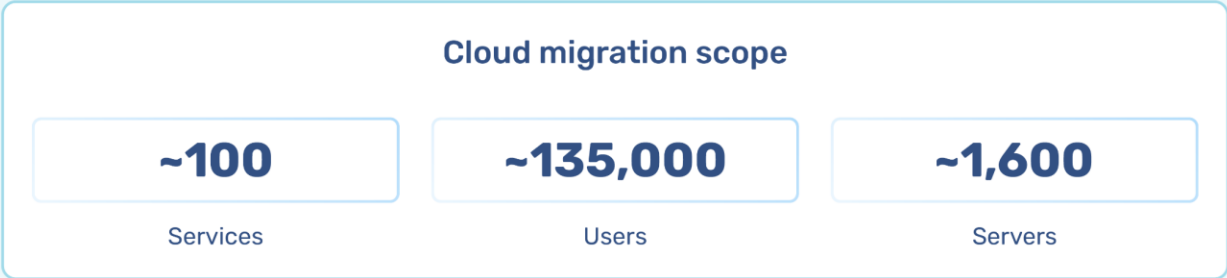 Cloud migration scope
~100
Services
~135,000
Users
~1,600
Servers